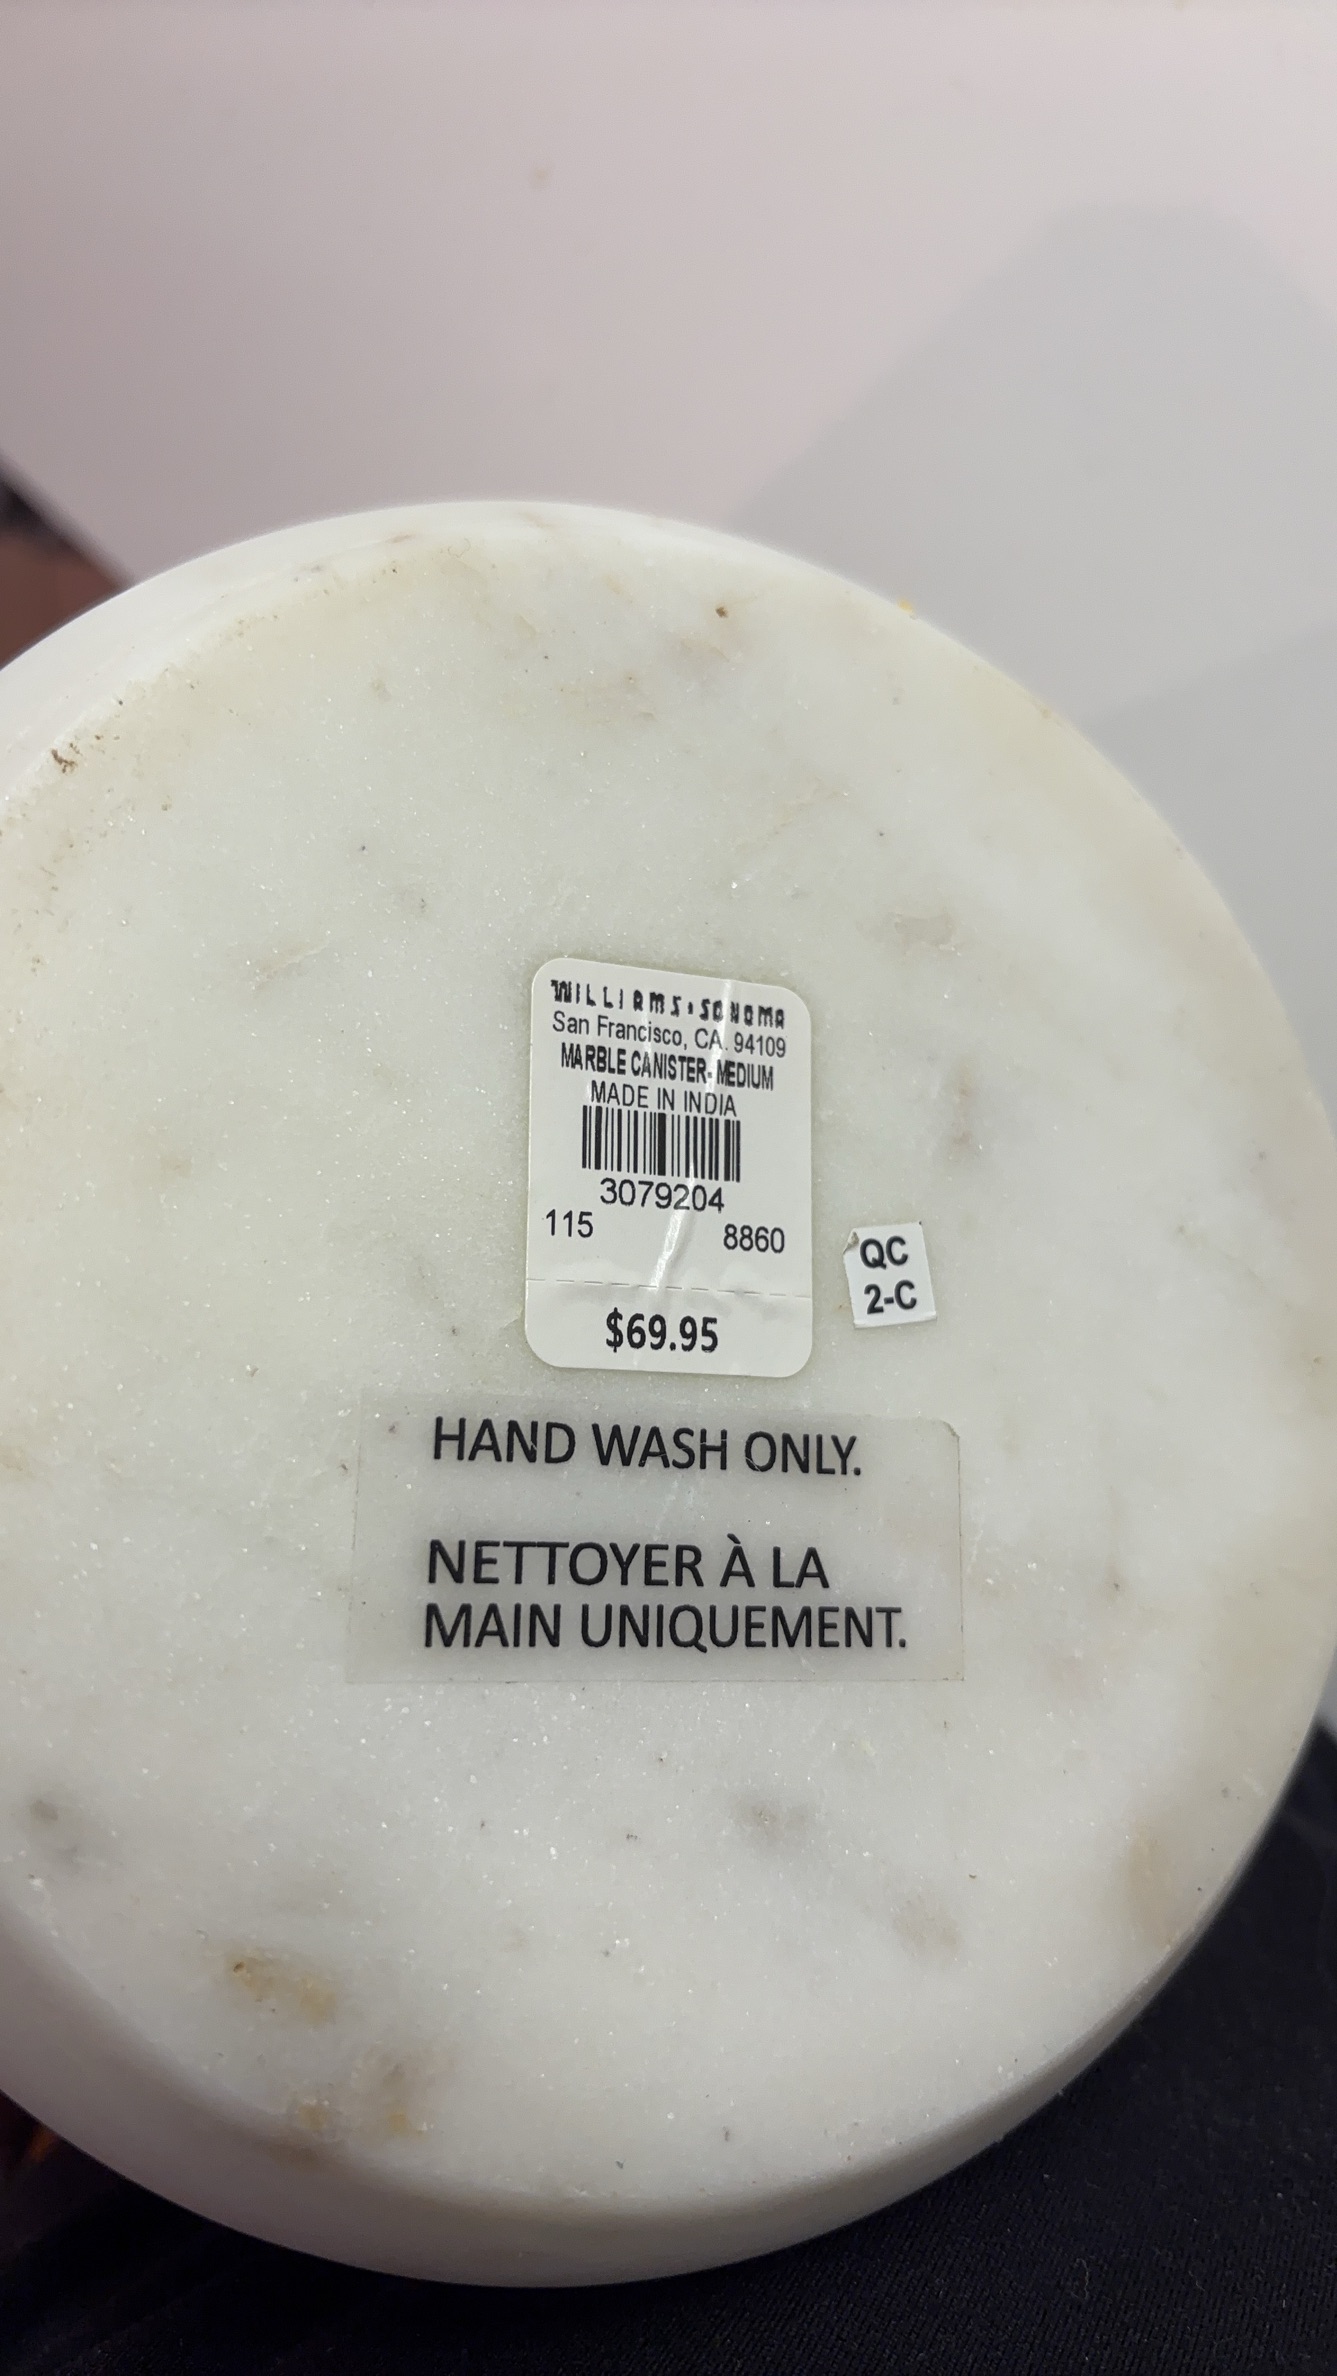 WILLIAMS-SONOMA
San Francisco, CA. 94109
MARBLE CANISTER- MEDIUM
MADE IN INDIA
3079204
115 8860
$69.95
QC
2-C
HAND WASH ONLY.
NETTOYER À LA
MAIN UNIQUEMENT.